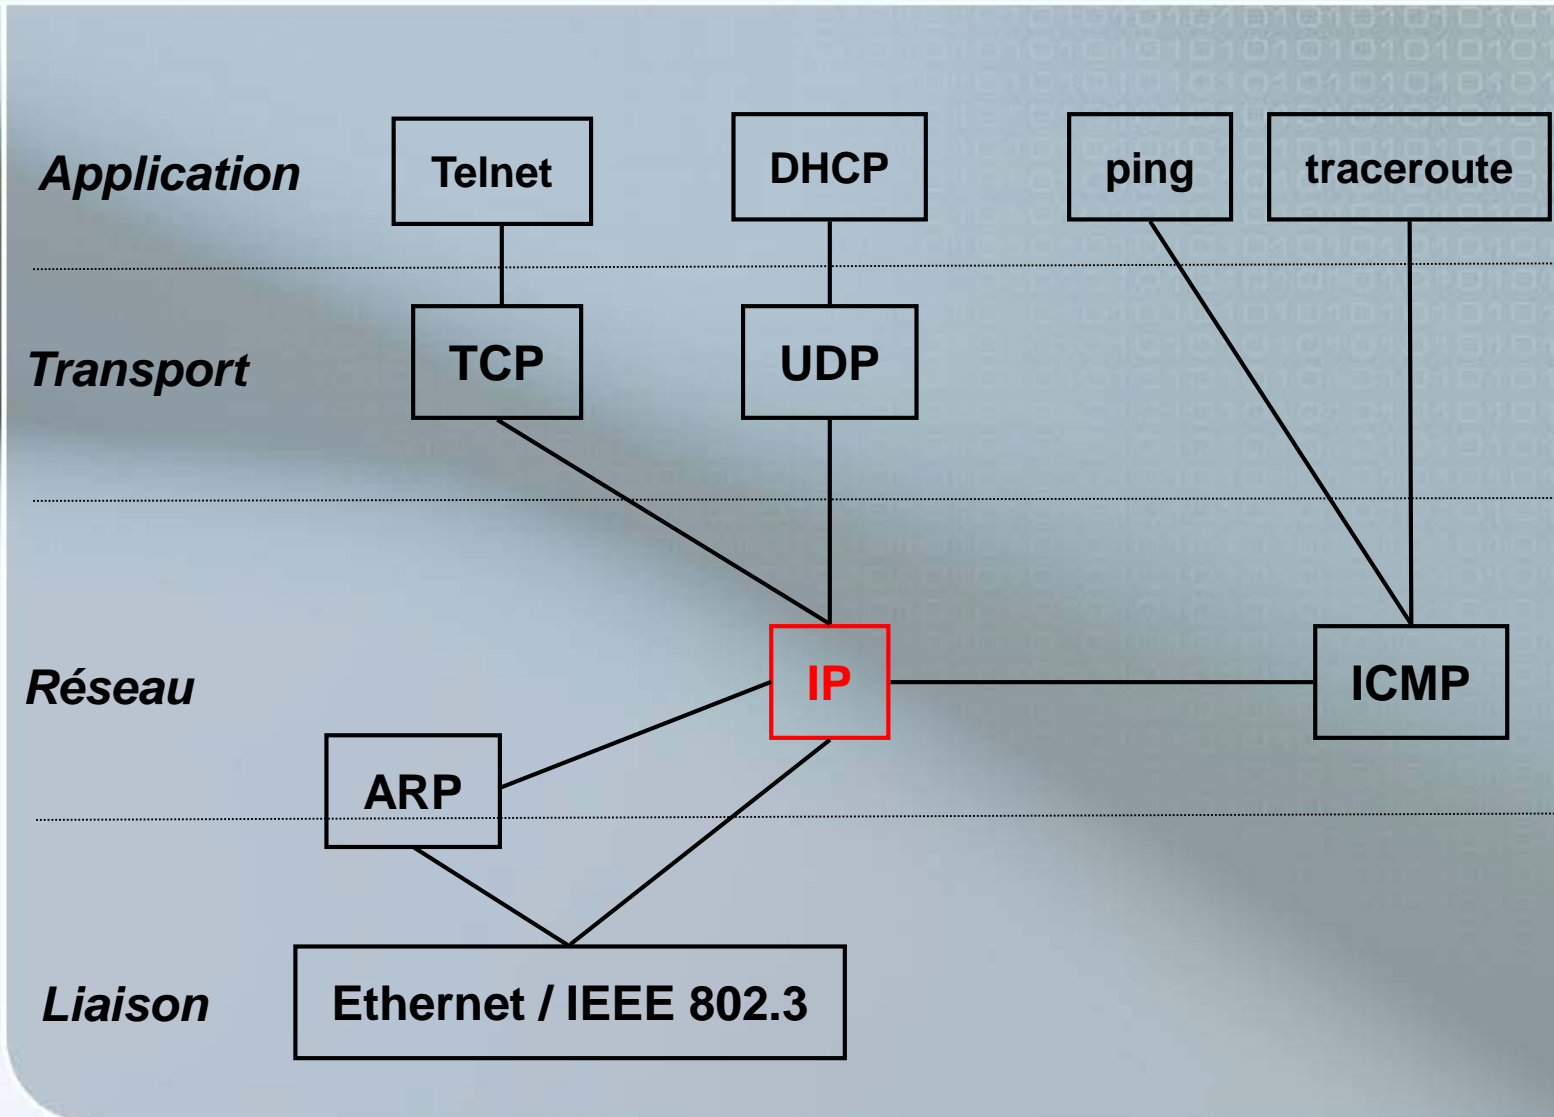 Application
Telnet
DHCP
ping
traceroute
Transport
TCP
UDP
Réseau
IP
ICMP
ARP
Liaison
Ethernet / IEEE 802.3